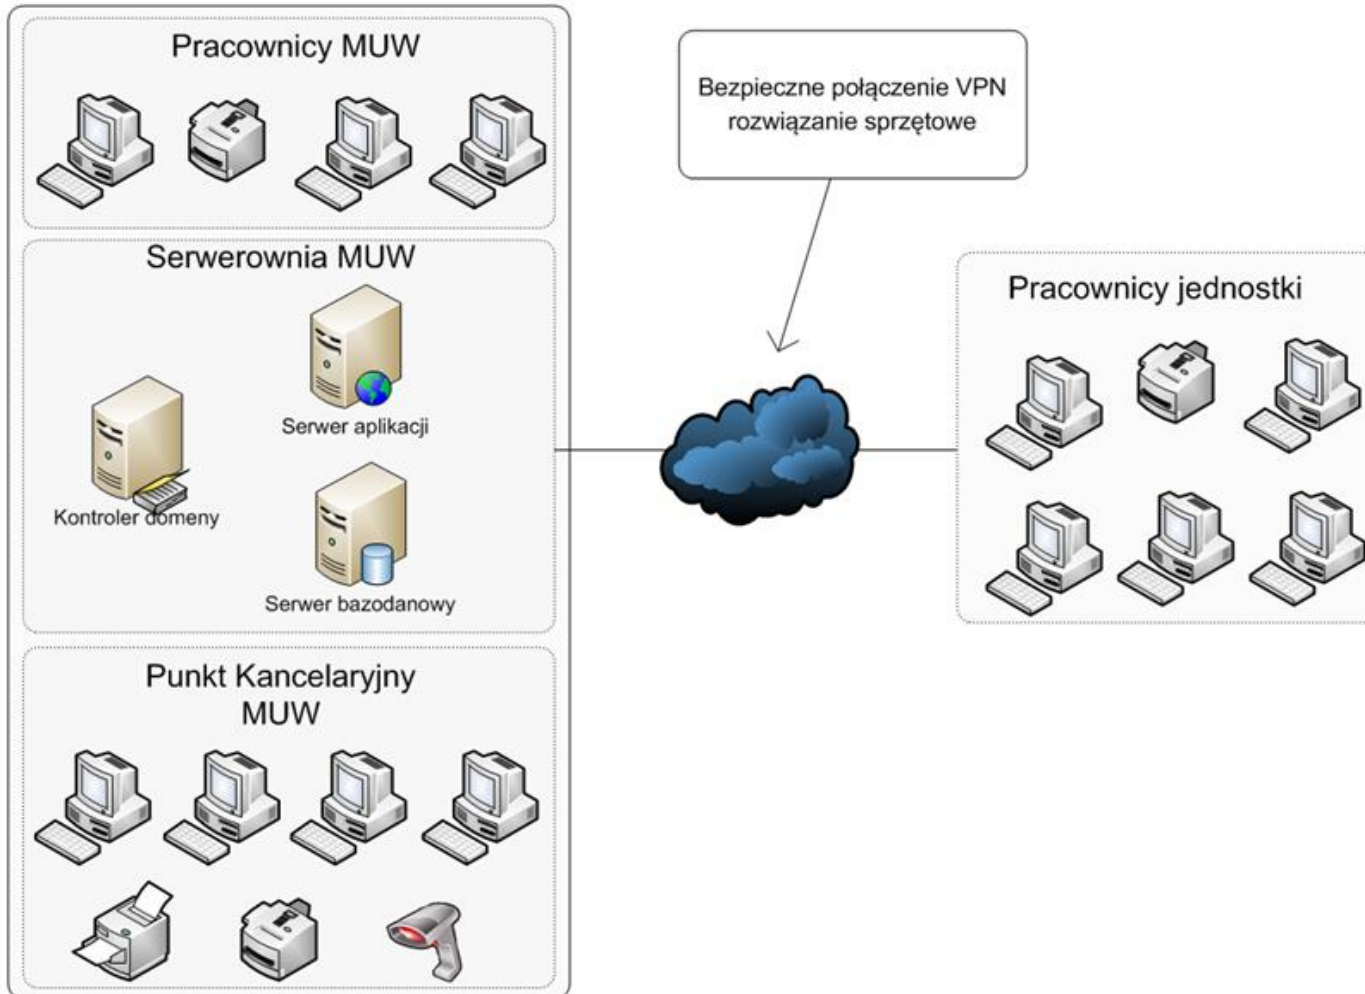 Pracownicy MUW
Bezpieczne połączenie VPN
rozwiązanie sprzętowe
Serwerownia MUW
Serwer aplikacji
Kontroler domeny
Serwer bazodanowy
Pracownicy jednostki
Punkt Kancelaryjny
MUW